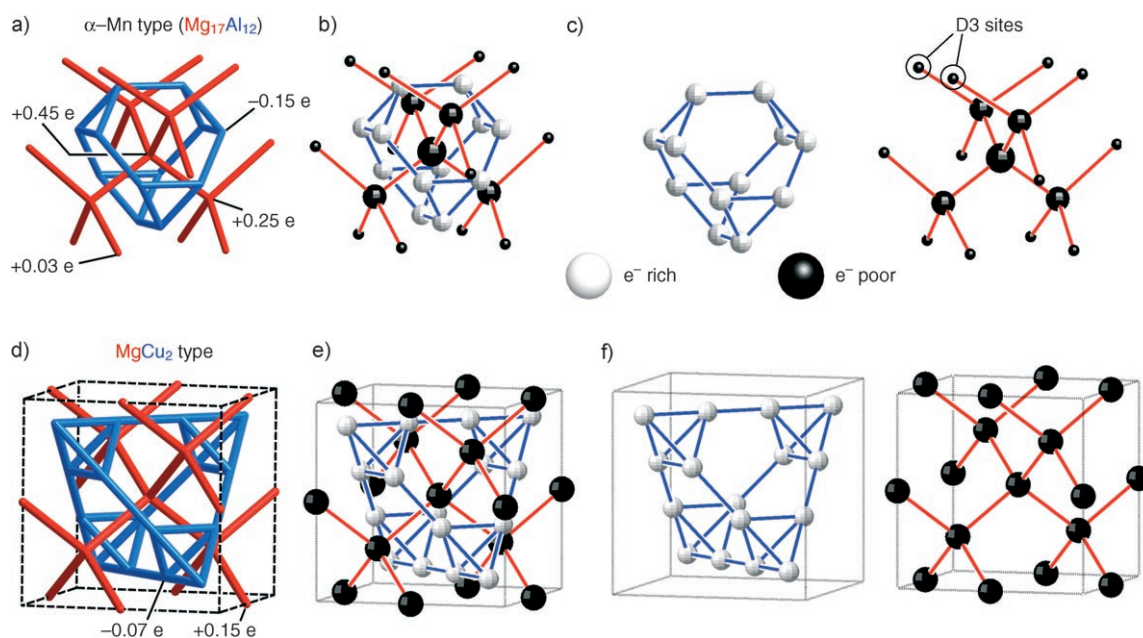 a) α–Mn type (Mg₁₇Al₁₂)
b)
c)
D3 sites
+0.45 e
–0.15 e
+0.25 e
+0.03 e
e⁻ rich
e⁻ poor
d) MgCu₂ type
e)
f)
–0.07 e
+0.15 e